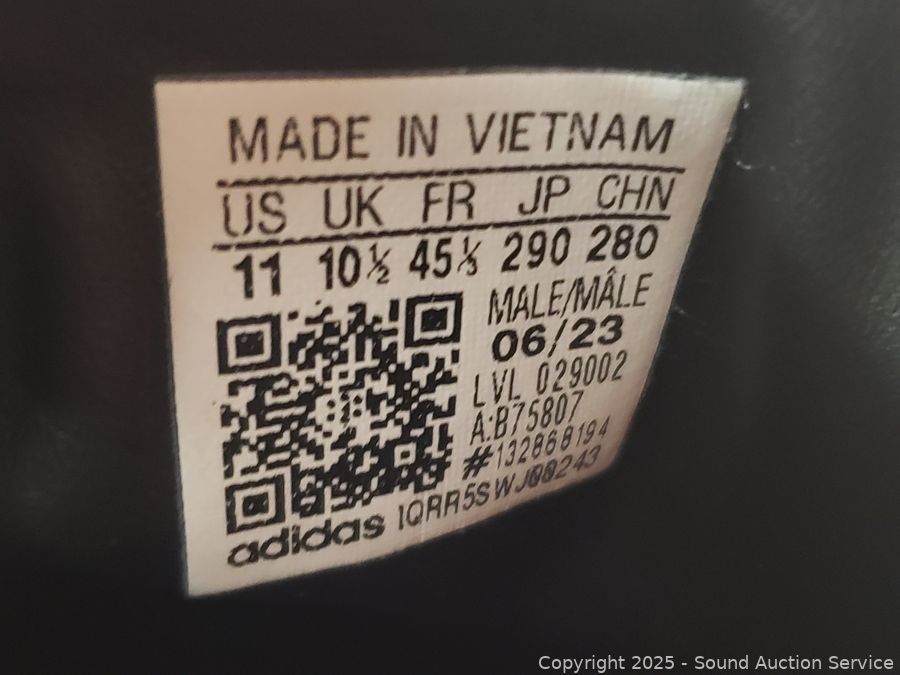 MADE IN VIETNAM
US UK FR JP CHN
11 10½ 45⅓ 290 280
MALE/MÂLE
06/23
LVL 029002
A:B75807
#132868194
adidas 1QRR5SWJ00243
Copyright 2025 - Sound Auction Service